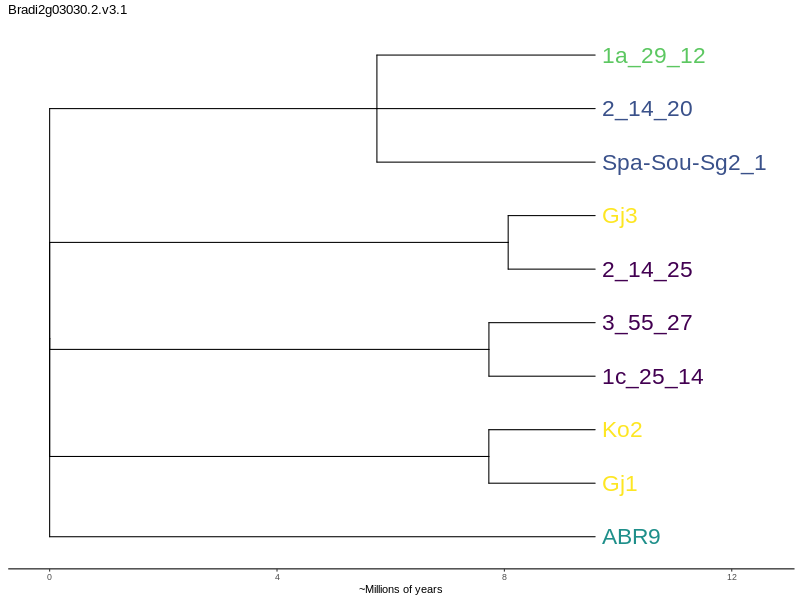 Bradi2g03030.2.v3.1
1a_29_12
2_14_20
Spa-Sou-Sg2_1
Gj3
2_14_25
3_55_27
1c_25_14
Ko2
Gj1
ABR9
0 4 8 12
~Millions of years